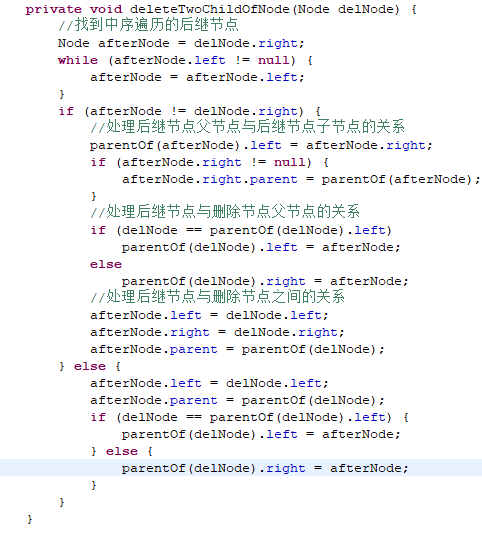 private void deleteTwoChildOfNode(Node delNode) {
//找到中序遍历的后继节点
Node afterNode = delNode.right;
while (afterNode.left != null) {
afterNode = afterNode.left;
}
if (afterNode != delNode.right) {
//处理后继节点父节点与后继节点子节点的关系
parentOf(afterNode).left = afterNode.right;
if (afterNode.right != null) {
afterNode.right.parent = parentOf(afterNode);
}
//处理后继节点与删除节点父节点的关系
if (delNode == parentOf(delNode).left)
parentOf(delNode).left = afterNode;
else
parentOf(delNode).right = afterNode;
//处理后继节点与删除节点之间的关系
afterNode.left = delNode.left;
afterNode.right = delNode.right;
afterNode.parent = parentOf(delNode);
} else {
afterNode.left = delNode.left;
afterNode.parent = parentOf(delNode);
if (delNode == parentOf(delNode).left) {
parentOf(delNode).left = afterNode;
} else {
parentOf(delNode).right = afterNode;
}
}
}